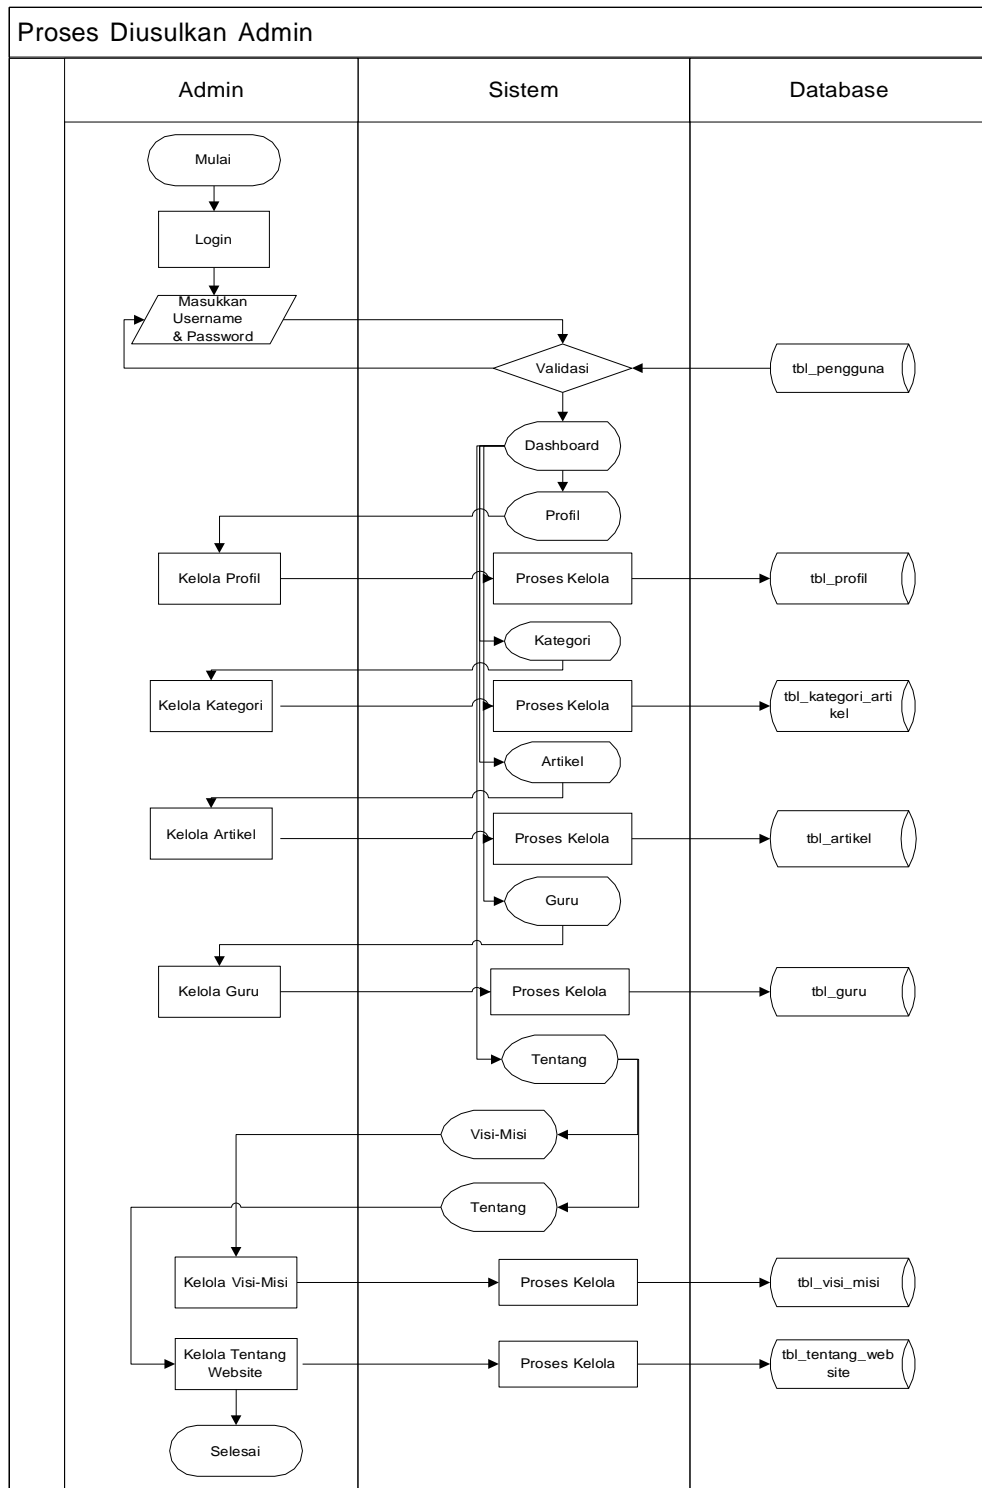 Proses Diusulkan Admin
Admin
Sistem
Database
Mulai
Login
Masukkan
Username
& Password
Validasi
tbl_pengguna
Dashboard
Profil
Kelola Profil
Proses Kelola
tbl_profil
Kategori
Kelola Kategori
Proses Kelola
tbl_kategori_arti
kel
Artikel
Kelola Artikel
Proses Kelola
tbl_artikel
Guru
Kelola Guru
Proses Kelola
tbl_guru
Tentang
Visi-Misi
Tentang
Kelola Visi-Misi
Proses Kelola
tbl_visi_misi
Kelola Tentang
Website
Proses Kelola
tbl_tentang_web
site
Selesai